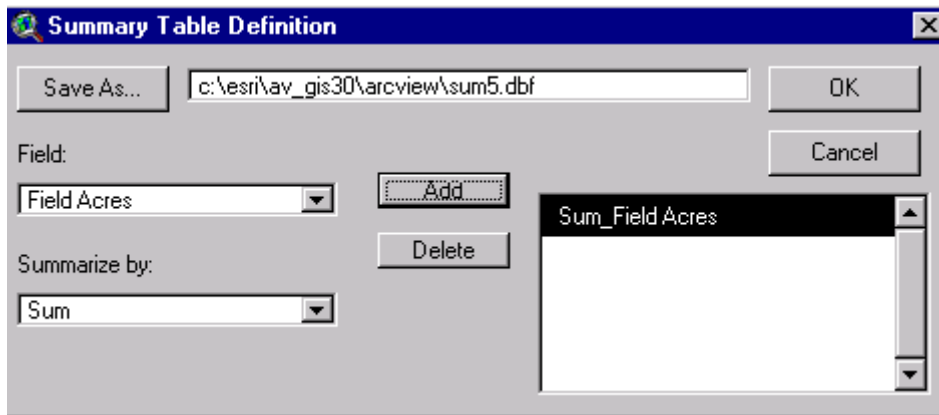 Summary Table Definition
Save As...
c:\esri\av_gis30\arcview\sum5.dbf
OK
Cancel
Field:
Field Acres
Add
Sum_Field Acres
Delete
Summarize by:
Sum